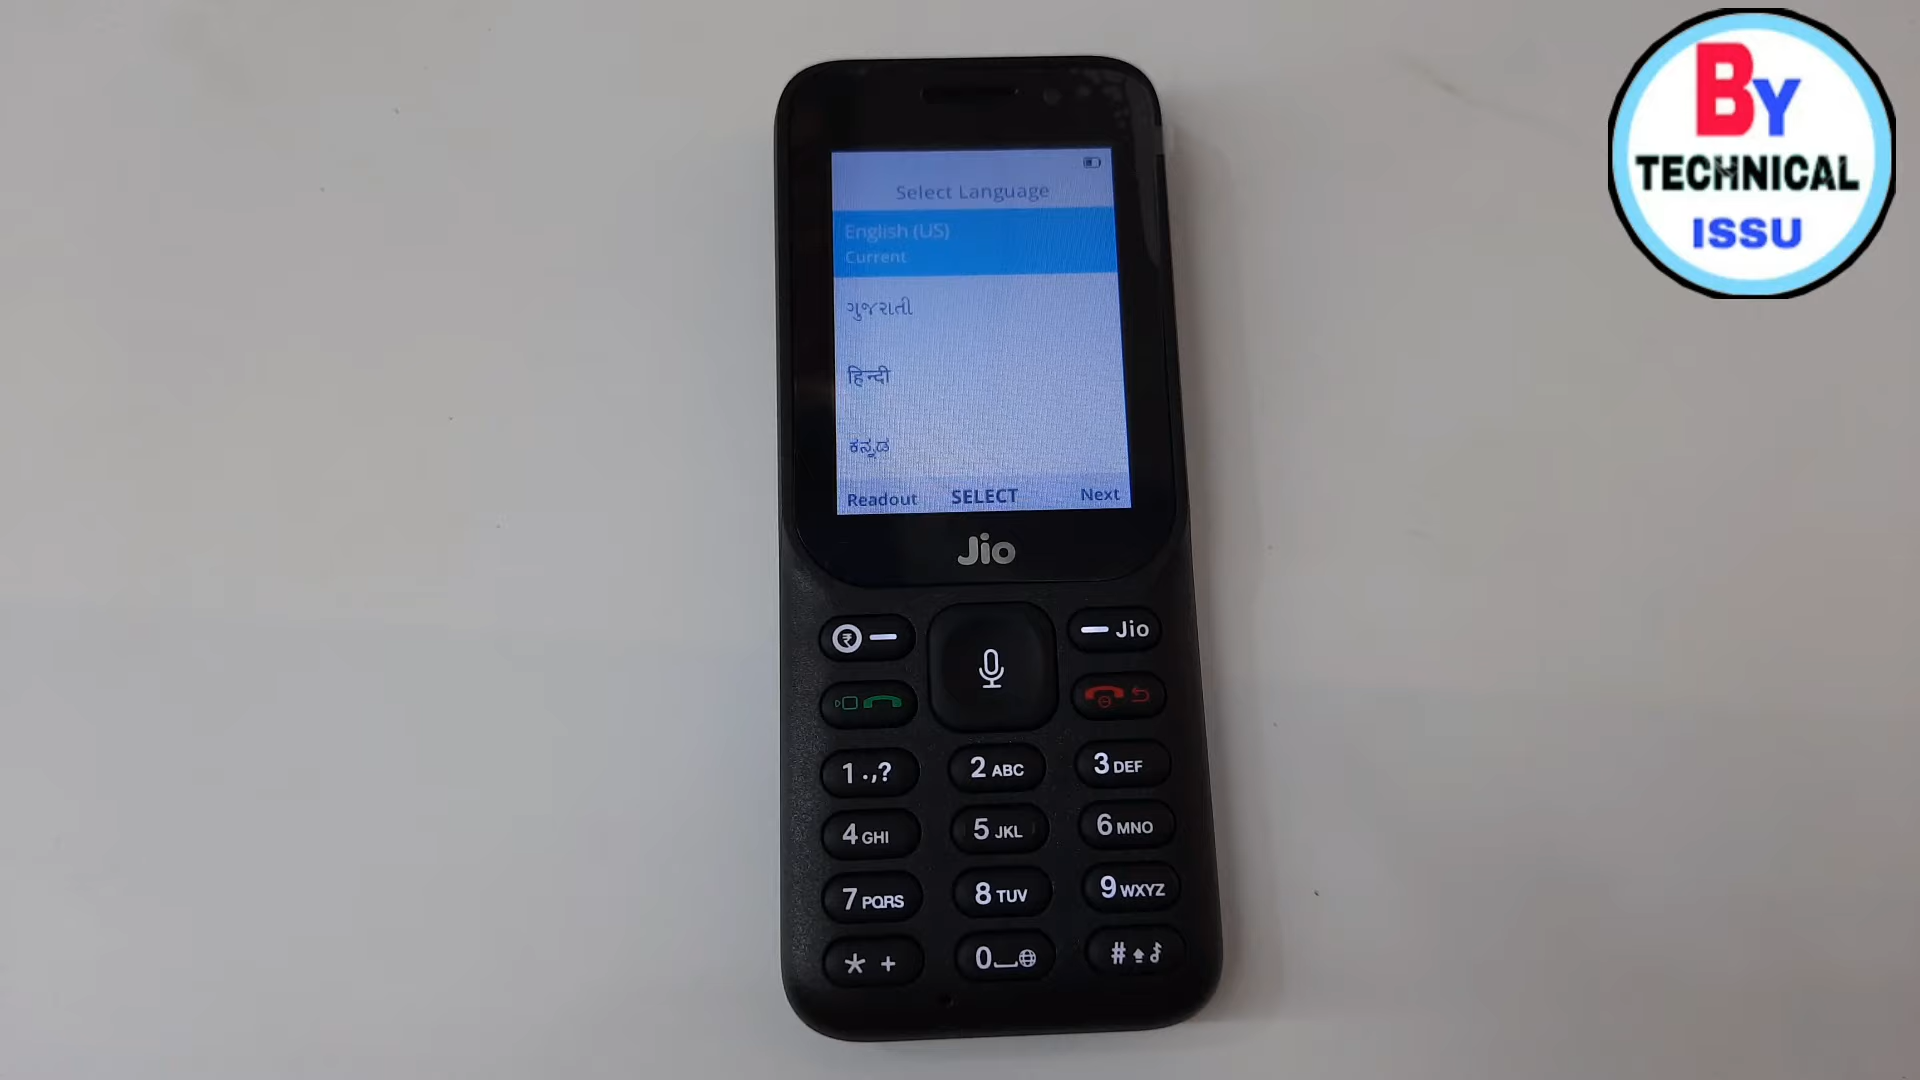 By
TECHNICAL
ISSU
Select Language
English (US)
Current
ગુજરાતી
हिन्दी
ಕನ್ನಡ
Readout SELECT Next
Jio
₹ Jio
1 .,? 2 ABC 3 DEF
4 GHI 5 JKL 6 MNO
7 PQRS 8 TUV 9 WXYZ
* + 0 #